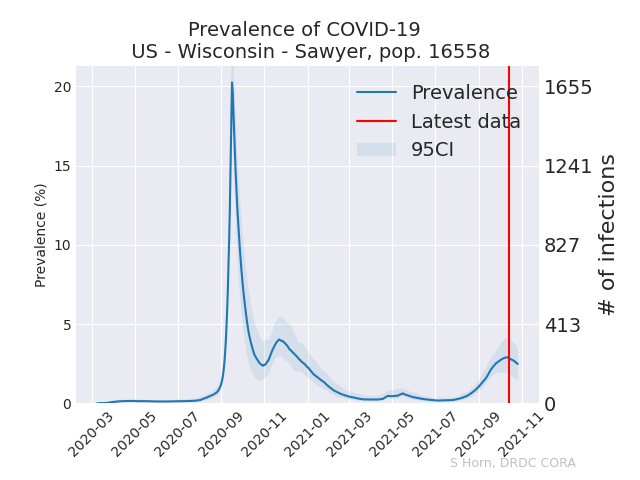 Prevalence of COVID-19
US - Wisconsin - Sawyer, pop. 16558
Prevalence
Latest data
95CI
Prevalence (%)
20
15
10
5
0
1655
1241
827
413
0
# of infections
2020-03
2020-05
2020-07
2020-09
2020-11
2021-01
2021-03
2021-05
2021-07
2021-09
2021-11
S Horn, DRDC CORA